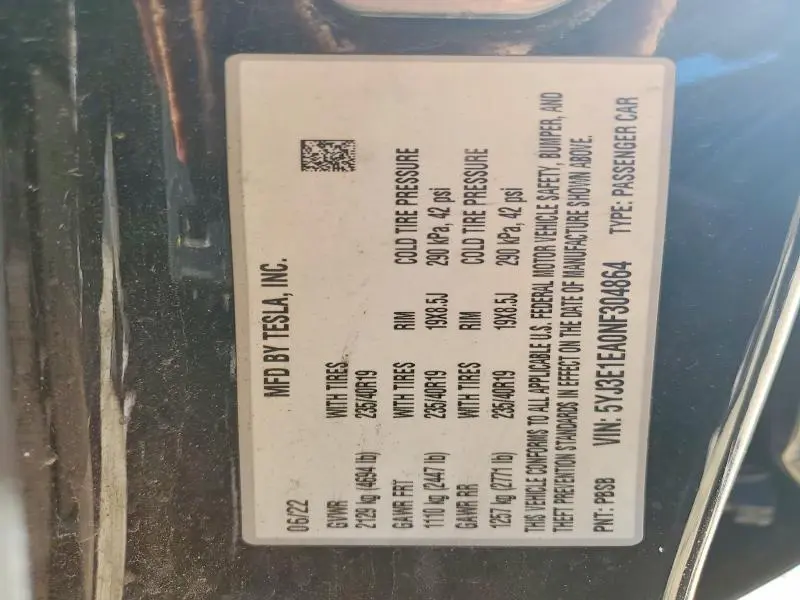 MFD BY TESLA, INC.
06/22
GVWR WITH TIRES
2129 kg (4694 lb) 235/40R19
GAWR FRT WITH TIRES RIM COLD TIRE PRESSURE
1110 kg (2447 lb) 235/40R19 19X8.5J 290 kPa, 42 psi
GAWR RR WITH TIRES RIM COLD TIRE PRESSURE
1257 kg (2771 lb) 235/40R19 19X8.5J 290 kPa, 42 psi
THIS VEHICLE CONFORMS TO ALL APPLICABLE U.S. FEDERAL MOTOR VEHICLE SAFETY, BUMPER, AND
THEFT PREVENTION STANDARDS IN EFFECT ON THE DATE OF MANUFACTURE SHOWN ABOVE.
PNT: PBSB VIN: 5YJ3E1EA0NF304864 TYPE: PASSENGER CAR